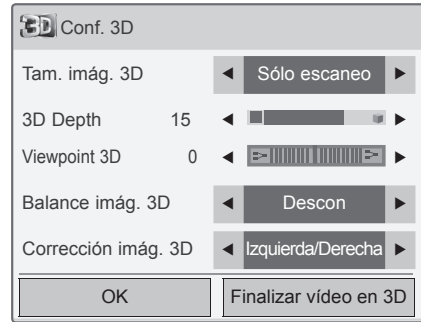 3D Conf. 3D
Tam. imág. 3D ◄ Sólo escaneo ►
3D Depth 15 ◄ ►
Viewpoint 3D 0 ◄ ►
Balance imág. 3D ◄ Descon ►
Corrección imág. 3D ◄ Izquierda/Derecha ►
OK Finalizar vídeo en 3D